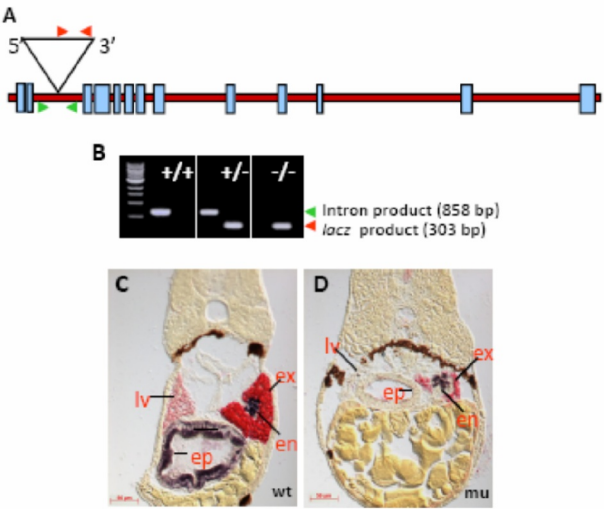 A
5’ 3’
B
+/+ +/- -/-
Intron product (858 bp)
lacz product (303 bp)
C D
lv ex en ep wt
lv ex ep en mu